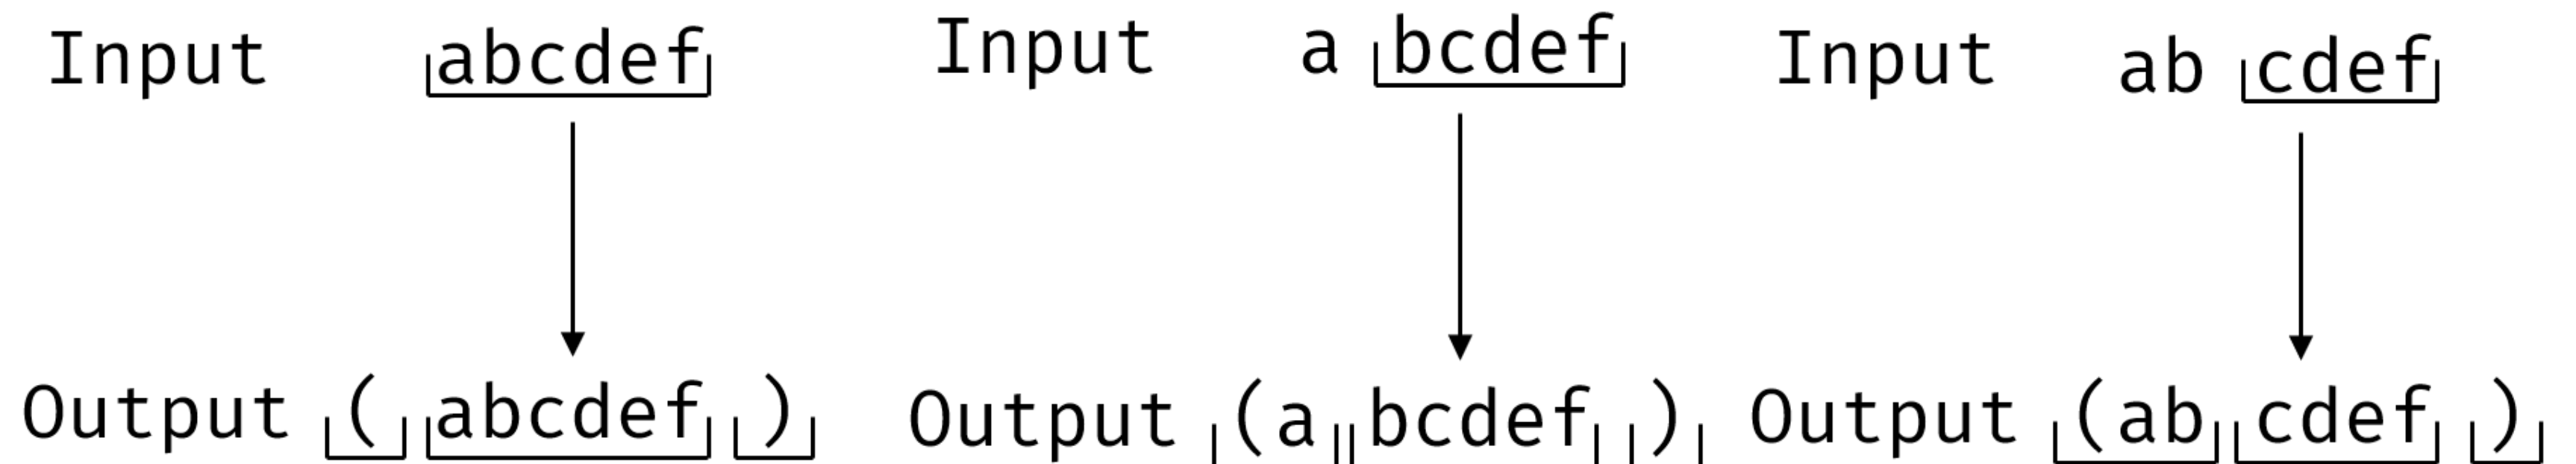 Input abcdef
Output ( abcdef )
Input a bcdef
Output (a bcdef )
Input ab cdef
Output (ab cdef )